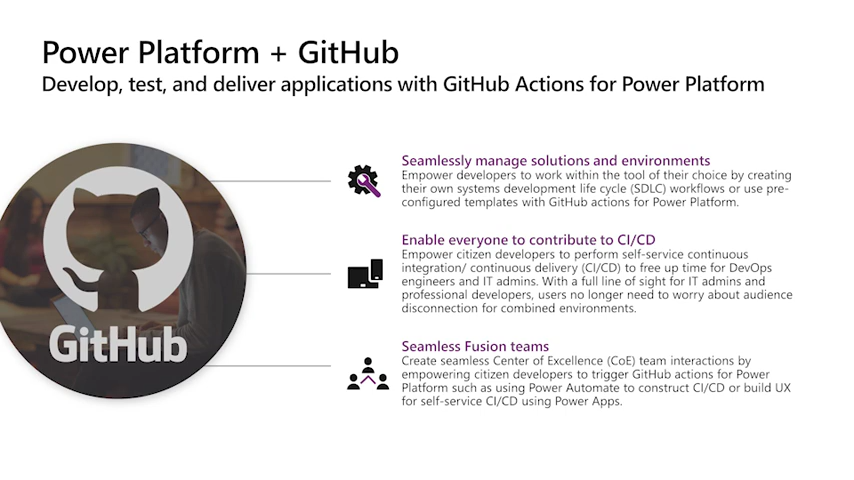 Power Platform + GitHub
Develop, test, and deliver applications with GitHub Actions for Power Platform
GitHub
Seamlessly manage solutions and environments
Empower developers to work within the tool of their choice by creating
their own systems development life cycle (SDLC) workflows or use pre-
configured templates with GitHub actions for Power Platform.
Enable everyone to contribute to CI/CD
Empower citizen developers to perform self-service continuous
integration/ continuous delivery (CI/CD) to free up time for DevOps
engineers and IT admins. With a full line of sight for IT admins and
professional developers, users no longer need to worry about audience
disconnection for combined environments.
Seamless Fusion teams
Create seamless Center of Excellence (CoE) team interactions by
empowering citizen developers to trigger GitHub actions for Power
Platform such as using Power Automate to construct CI/CD or build UX
for self-service CI/CD using Power Apps.